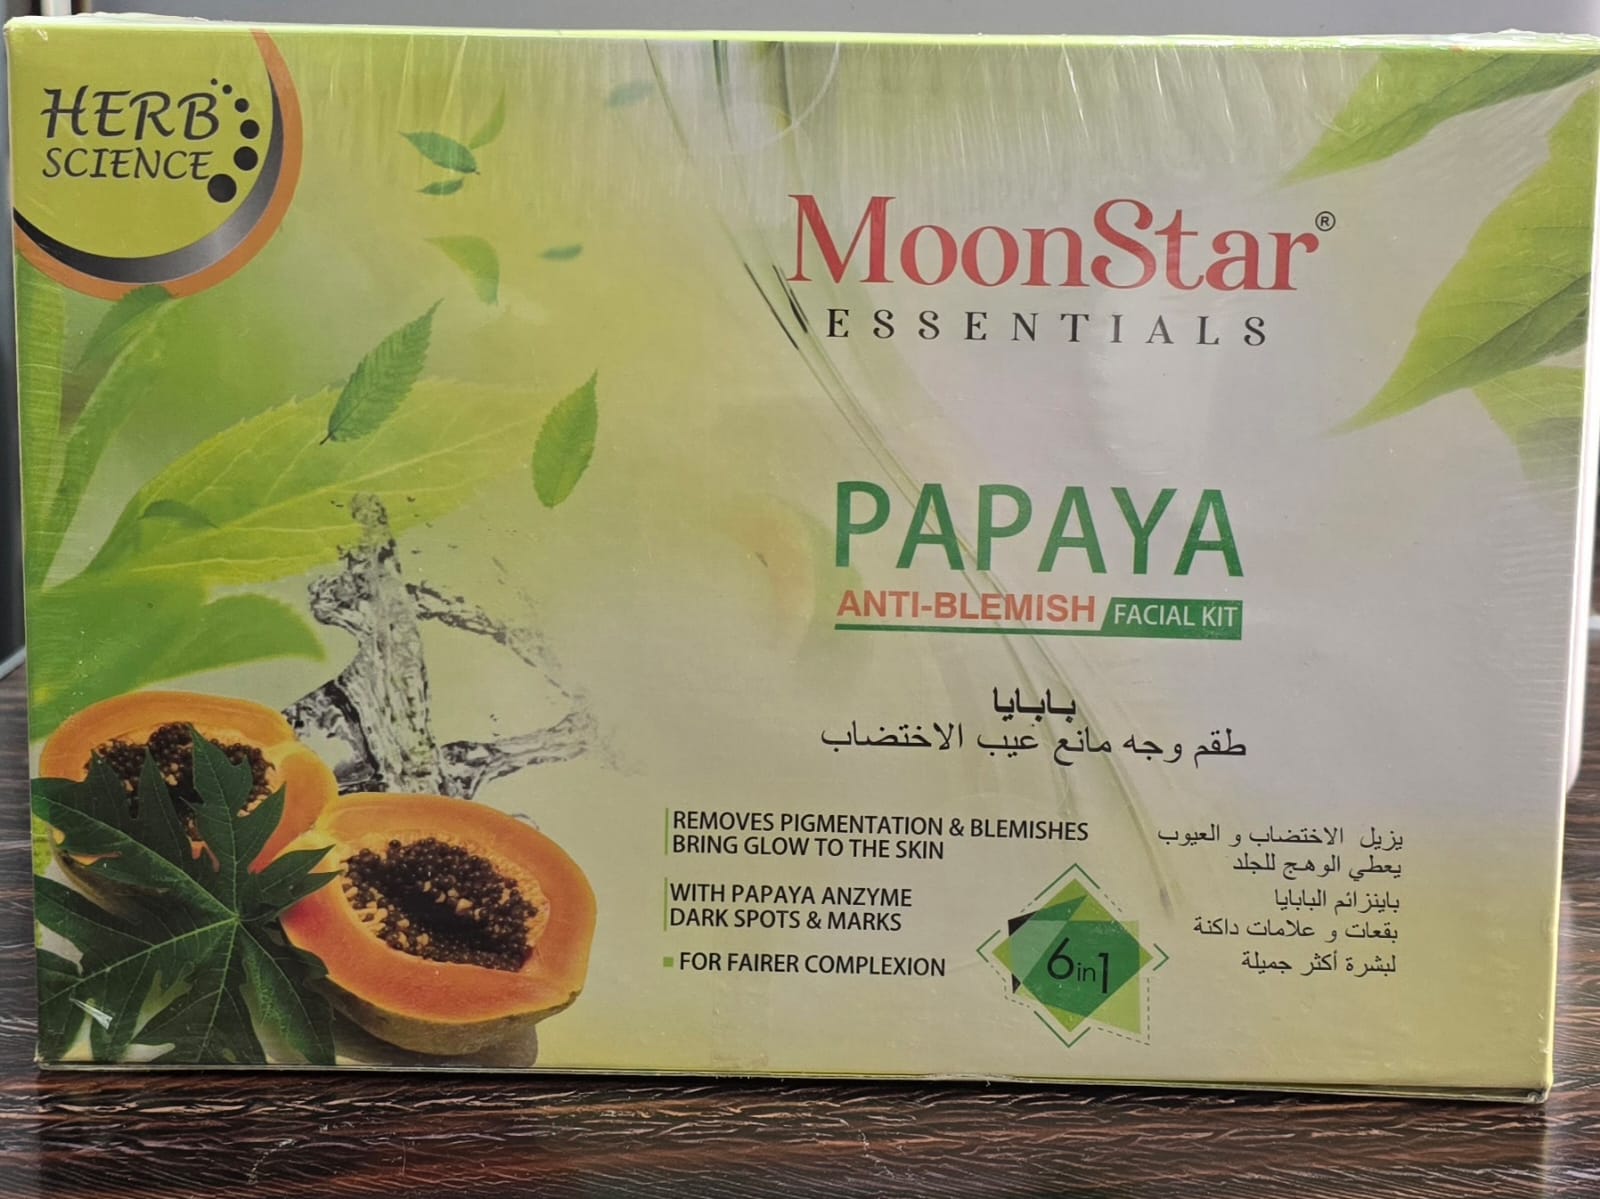 HERB
SCIENCE
MoonStar®
ESSENTIALS
PAPAYA
ANTI-BLEMISH FACIAL KIT
بابايا
طقم وجه مانع عيب الاختضاب
REMOVES PIGMENTATION & BLEMISHES
BRING GLOW TO THE SKIN
WITH PAPAYA ANZYME
DARK SPOTS & MARKS
FOR FAIRER COMPLEXION
6in1
يزيل الاختضاب و العيوب
يعطي الوهج للجلد
باينزائم البابايا
بقعات و علامات داكنة
لبشرة أكثر جميلة